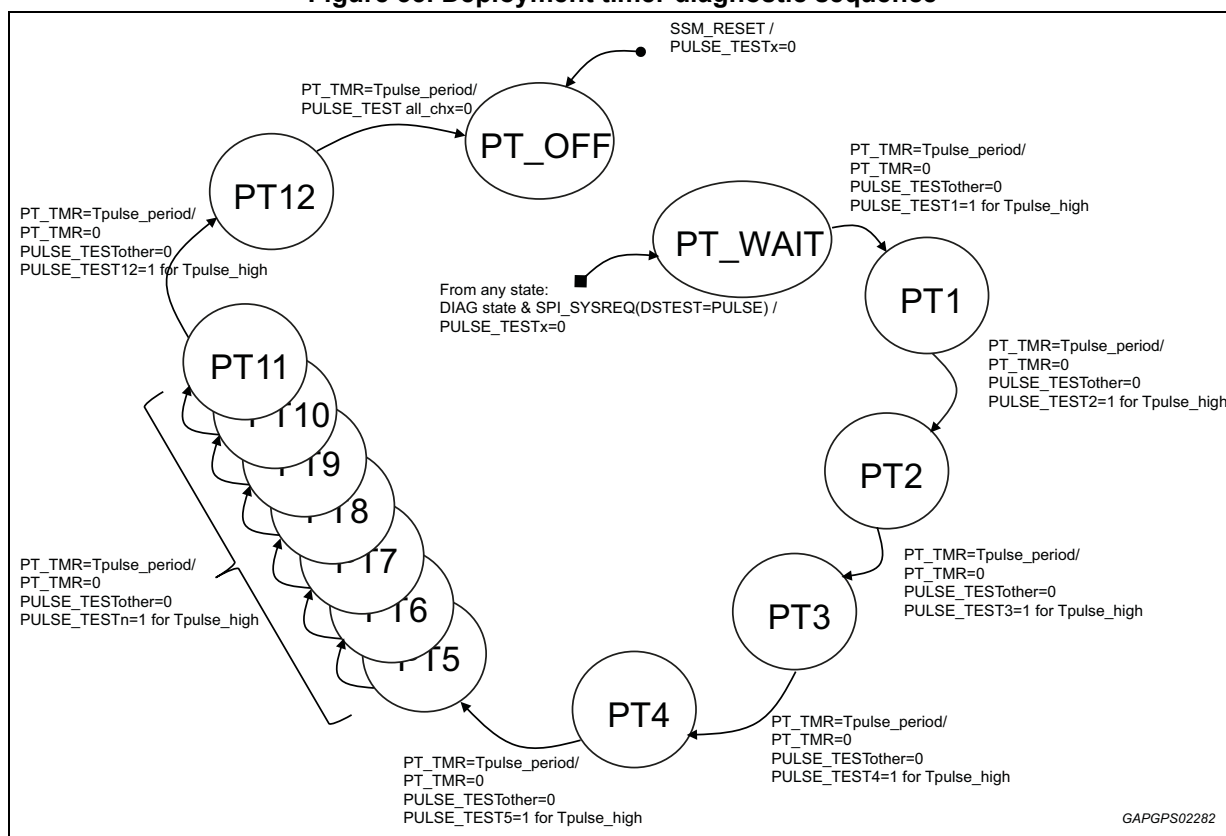 Figure 33. Deployment timer diagnostic sequence
SSM_RESET /
PULSE_TESTx=0
PT_TMR=Tpulse_period/
PULSE_TEST all_chx=0
PT_OFF
PT_TMR=Tpulse_period/
PT_TMR=0
PULSE_TESTother=0
PULSE_TEST1=1 for Tpulse_high
PT12
PT_WAIT
PT_TMR=Tpulse_period/
PT_TMR=0
PULSE_TESTother=0
PULSE_TEST12=1 for Tpulse_high
From any state:
DIAG state & SPI_SYSREQ(DSTEST=PULSE) /
PULSE_TESTx=0
PT1
PT_TMR=Tpulse_period/
PT_TMR=0
PULSE_TESTother=0
PULSE_TEST2=1 for Tpulse_high
PT11
PT10
PT9
PT8
PT7
PT6
PT5
PT2
PT_TMR=Tpulse_period/
PT_TMR=0
PULSE_TESTother=0
PULSE_TESTn=1 for Tpulse_high
PT_TMR=Tpulse_period/
PT_TMR=0
PULSE_TESTother=0
PULSE_TEST3=1 for Tpulse_high
PT3
PT4
PT_TMR=Tpulse_period/
PT_TMR=0
PULSE_TESTother=0
PULSE_TEST4=1 for Tpulse_high
PT_TMR=Tpulse_period/
PT_TMR=0
PULSE_TESTother=0
PULSE_TEST5=1 for Tpulse_high
GAPGPS02282